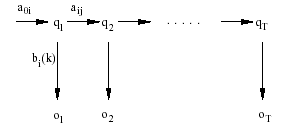 a0i aij
q1 q2 ..... qT
bi(k)
o1 o2 oT